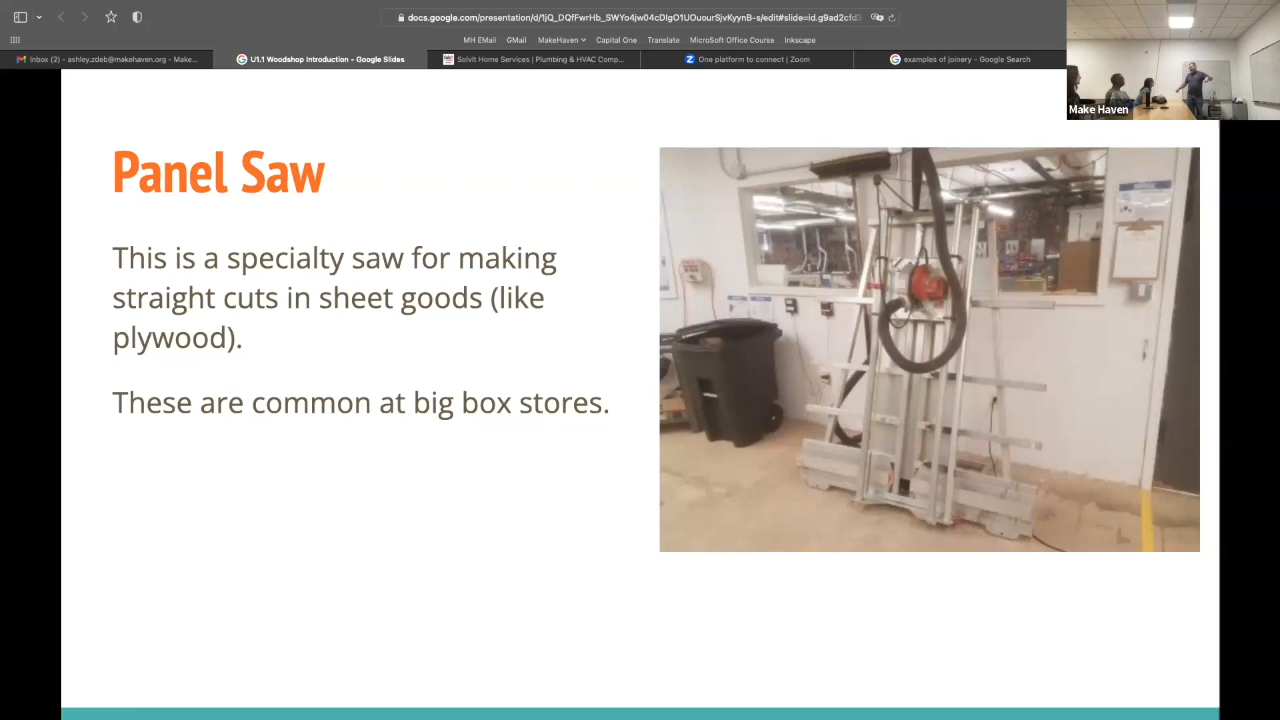 docs.google.com/presentation/d/1jQ_DQfFwrHb_SWYo4jw04cDIgO1UOuourSjvKyynB-s/edit#slide=id.g9ad2cfd3
MH EMail GMail MakeHaven Capital One Translate MicroSoft Office Course Inkscape
Inbox (2) - ashley.zdeb@makehaven.org - Make... U1.1 Woodshop Introduction - Google Slides SolvIt Home Services | Plumbing & HVAC Comp... One platform to connect | Zoom examples of joinery - Google Search
Make Haven
Panel Saw
This is a specialty saw for making
straight cuts in sheet goods (like
plywood).
These are common at big box stores.